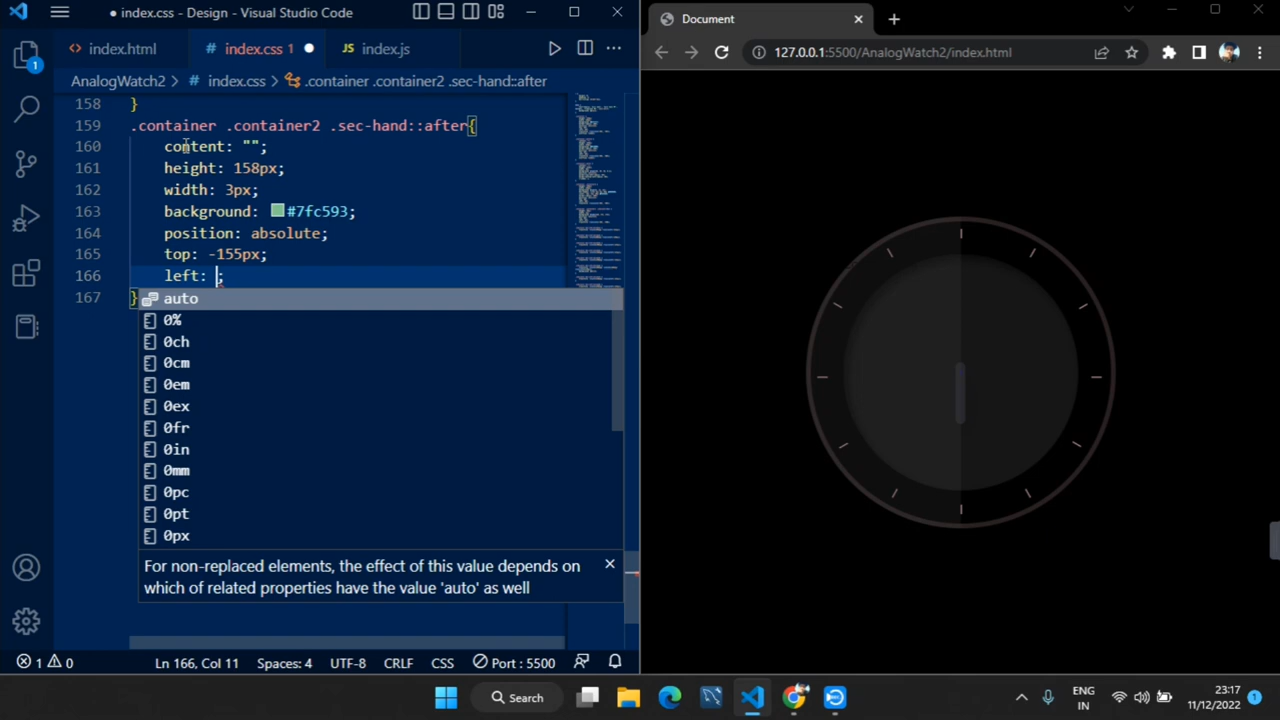 index.css - Design - Visual Studio Code
index.html
index.css 1
index.js
AnalogWatch2 > index.css > .container .container2 .sec-hand::after
158 }
159 .container .container2 .sec-hand::after{
160 content: "";
161 height: 158px;
162 width: 3px;
163 background: #7fc593;
164 position: absolute;
165 top: -155px;
166 left: ;
167 }
auto
0%
0ch
0cm
0em
0ex
0fr
0in
0mm
0pc
0pt
0px
For non-replaced elements, the effect of this value depends on
which of related properties have the value 'auto' as well
1
1 0 Ln 166, Col 11 Spaces: 4 UTF-8 CRLF CSS Port : 5500
Document
127.0.0.1:5500/AnalogWatch2/index.html
Search
ENG
IN
23:17
11/12/2022
1